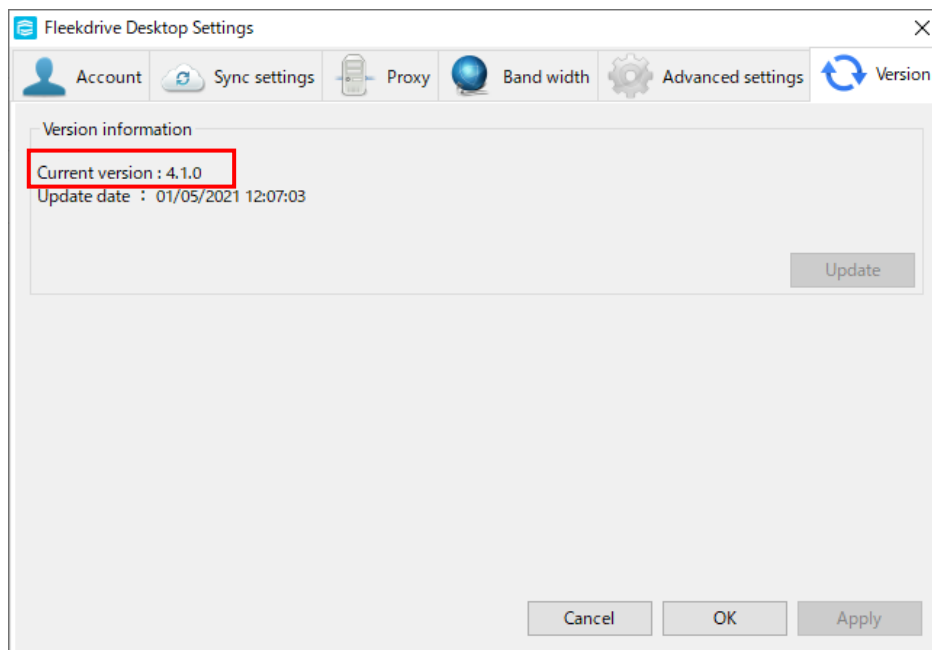 Fleekdrive Desktop Settings
Account Sync settings Proxy Band width Advanced settings Version
Version information
Current version : 4.1.0
Update date : 01/05/2021 12:07:03
Update
Cancel OK Apply